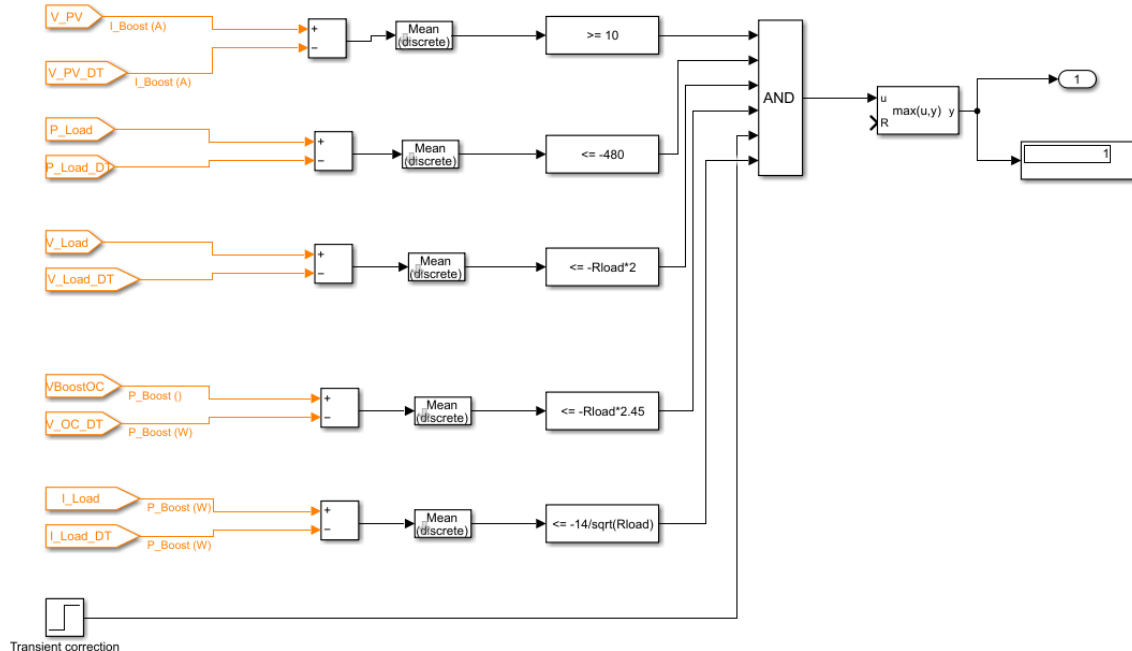 V_PV
I_Boost (A)
V_PV_DT
I_Boost (A)
+
−
Mean
(discrete)
>= 10
P_Load
P_Load_DT
+
−
Mean
(discrete)
<= -480
V_Load
V_Load_DT
+
−
Mean
(discrete)
<= -Rload*2
VBoostOC
P_Boost ()
V_OC_DT
P_Boost (W)
+
−
Mean
(discrete)
<= -Rload*2.45
I_Load
P_Boost (W)
I_Load_DT
P_Boost (W)
+
−
Mean
(discrete)
<= -14/sqrt(Rload)
Transient correction
AND
u
max(u,y) y
R
1
1